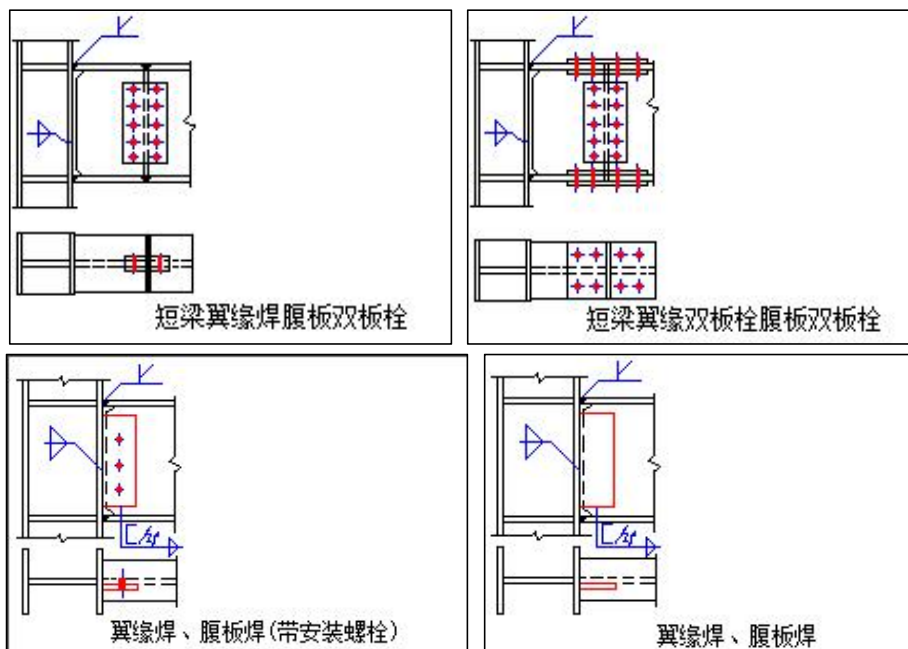 短梁翼缘焊腹板双板栓
短梁翼缘双板栓腹板双板栓
hf
翼缘焊、腹板焊(带安装螺栓)
hf
翼缘焊、腹板焊